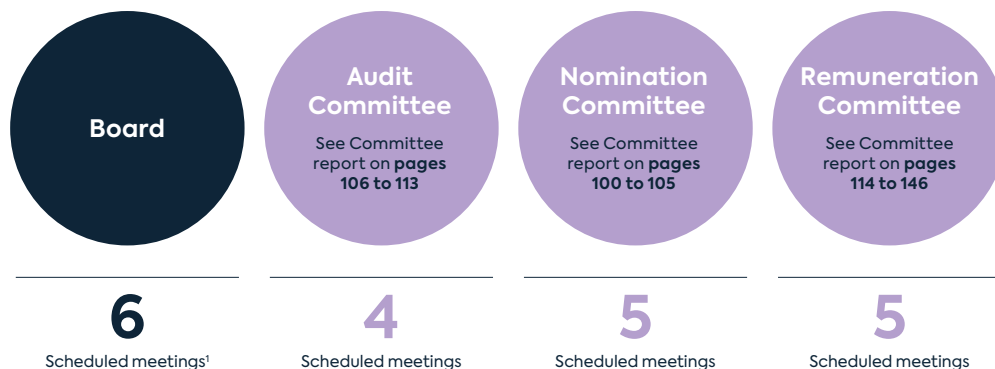 Board
Audit
Committee
See Committee
report on pages
106 to 113
Nomination
Committee
See Committee
report on pages
100 to 105
Remuneration
Committee
See Committee
report on pages
114 to 146
6
Scheduled meetings¹
4
Scheduled meetings
5
Scheduled meetings
5
Scheduled meetings